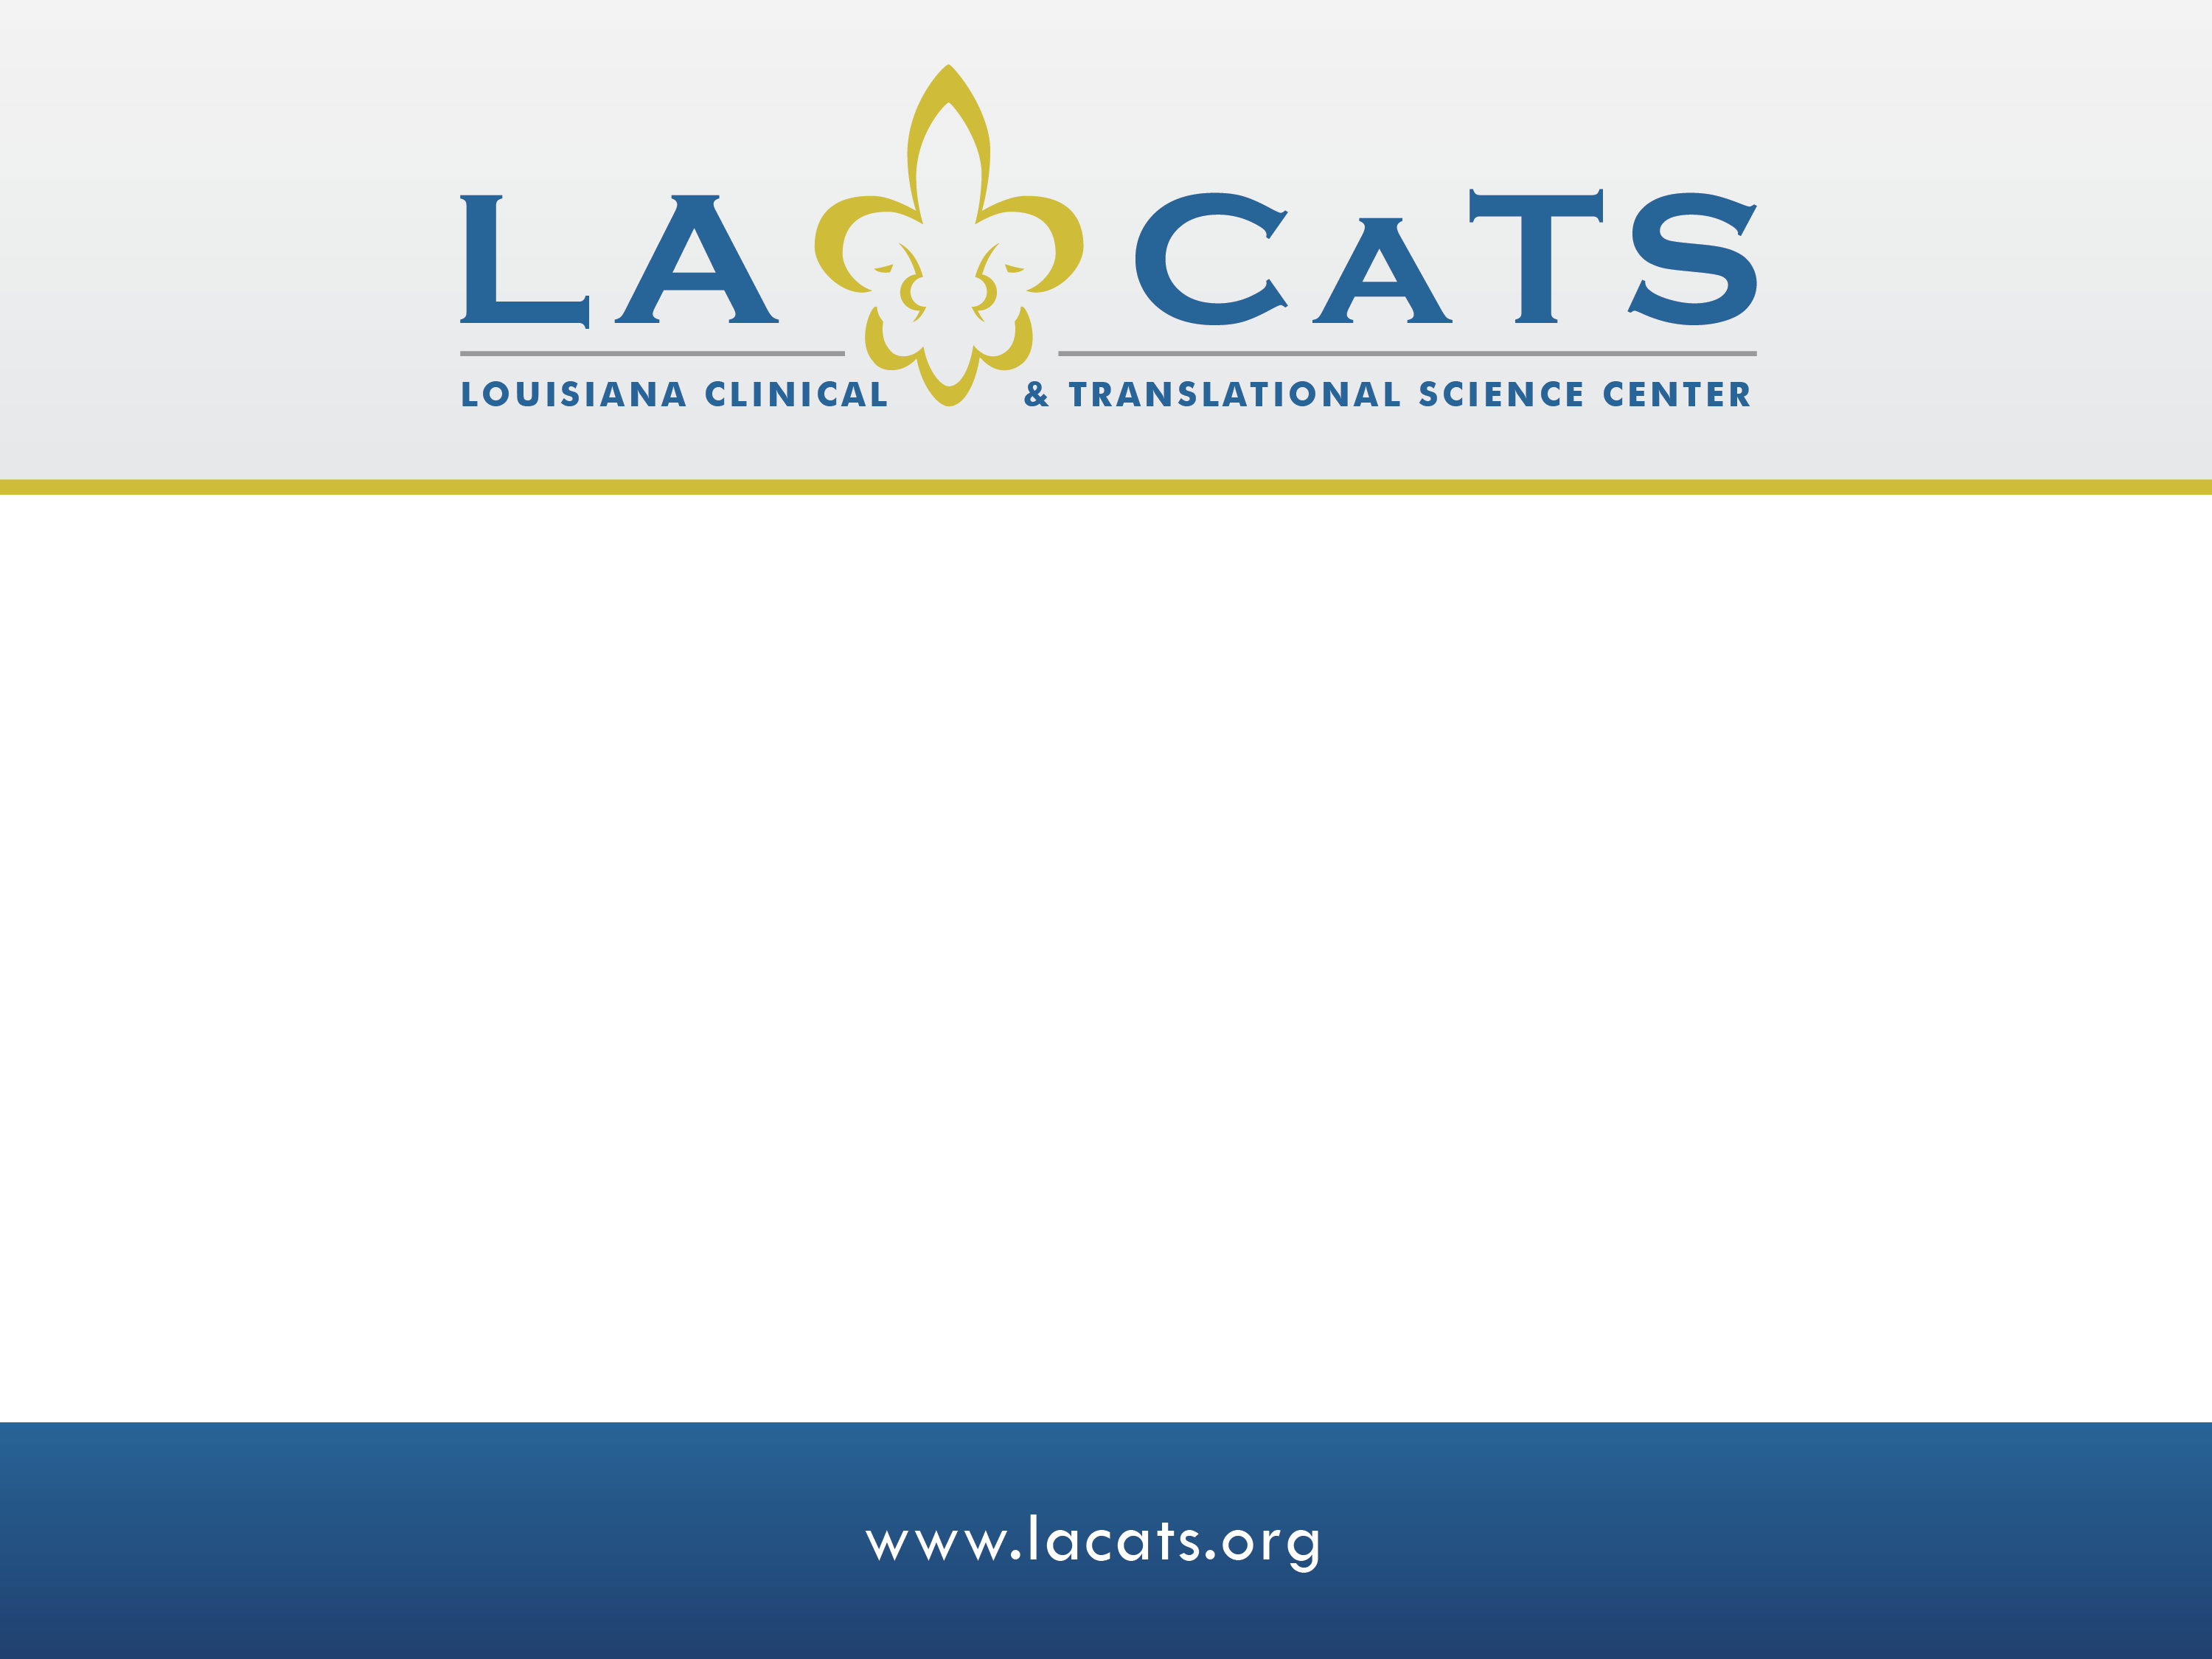 LA CaTS
LOUISIANA CLINICAL & TRANSLATIONAL SCIENCE CENTER
www.lacats.org